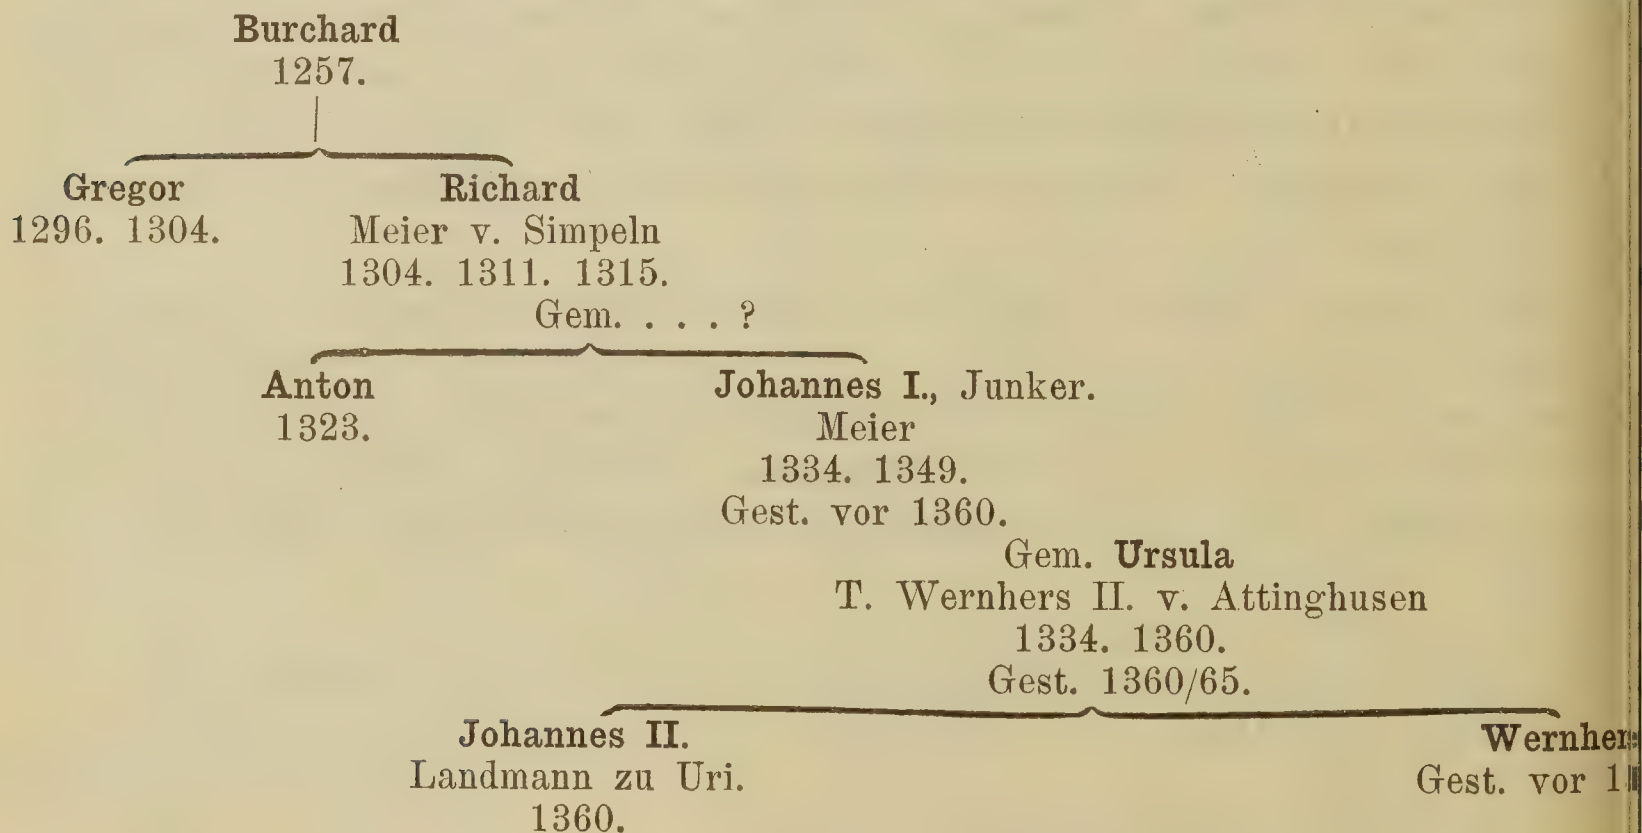 Burchard
1257.
Gregor
1296. 1304.
Richard
Meier v. Simpeln
1304. 1311. 1315.
Gem. . . . ?
Anton
1323.
Johannes I., Junker.
Meier
1334. 1349.
Gest. vor 1360.
Gem. Ursula
T. Wernhers II. v. Attinghusen
1334. 1360.
Gest. 1360/65.
Johannes II.
Landmann zu Uri.
1360.
Wernher
Gest. vor